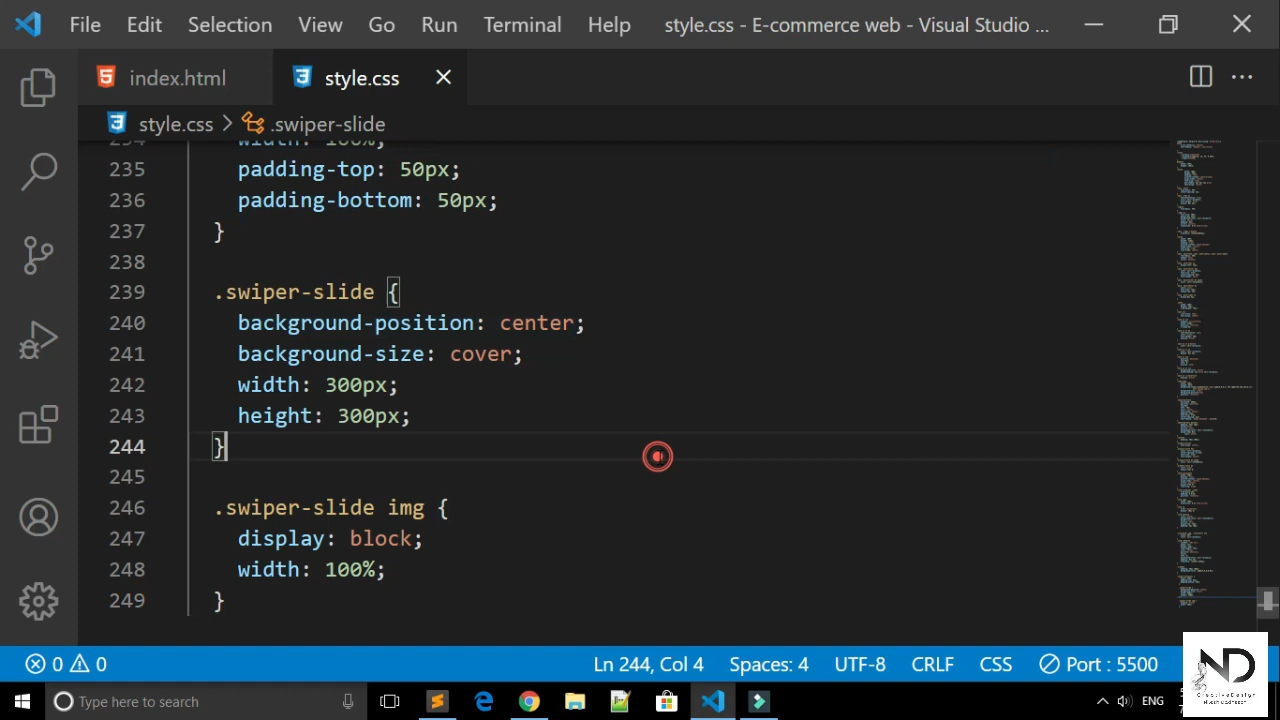 File Edit Selection View Go Run Terminal Help style.css - E-commerce web - Visual Studio ...
index.html style.css
style.css > .swiper-slide
234 width: 100%;
235 padding-top: 50px;
236 padding-bottom: 50px;
237 }
238
239 .swiper-slide {
240 background-position: center;
241 background-size: cover;
242 width: 300px;
243 height: 300px;
244 }
245
246 .swiper-slide img {
247 display: block;
248 width: 100%;
249 }
0 0 Ln 244, Col 4 Spaces: 4 UTF-8 CRLF CSS Port : 5500
ND
CreativeDesign
Type here to search ENG